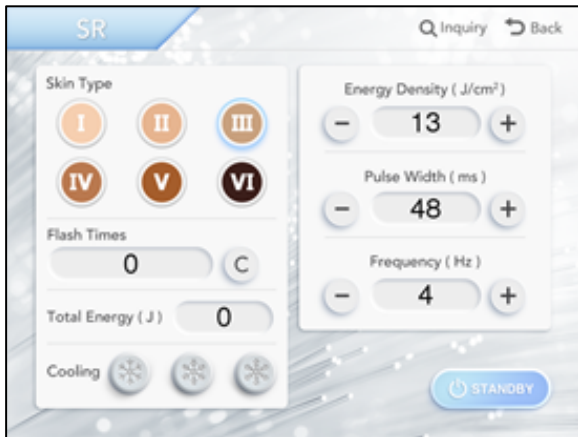 SR
Inquiry
Back
Skin Type
I
II
III
IV
V
VI
Flash Times
0
C
Total Energy ( J )
0
Cooling
Energy Density ( J/cm² )
− 13 +
Pulse Width ( ms )
− 48 +
Frequency ( Hz )
− 4 +
STANDBY